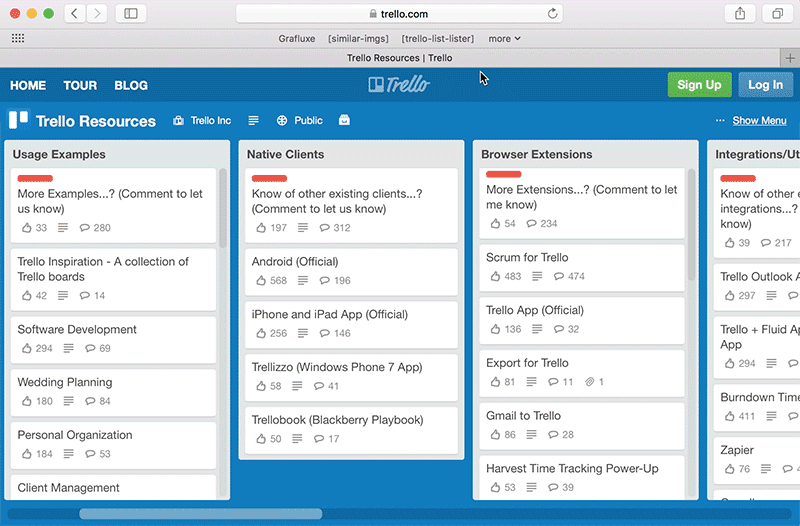 trello.com
Grafluxe [similar-imgs] [trello-list-lister] more
Trello Resources | Trello
HOME TOUR BLOG Trello Sign Up Log In
Trello Resources Trello Inc Public ... Show Menu
Usage Examples
More Examples...? (Comment to let
us know)
33 280
Trello Inspiration - A collection of
Trello boards
42 14
Software Development
294 69
Wedding Planning
180 84
Personal Organization
184 53
Client Management
Native Clients
Know of other existing clients...?
(Comment to let us know)
197 312
Android (Official)
568 196
iPhone and iPad App (Official)
256 146
Trellizzo (Windows Phone 7 App)
58 41
Trellobook (Blackberry Playbook)
50 17
Browser Extensions
More Extensions...? (Comment to let
me know)
54 234
Scrum for Trello
483 474
Trello App (Official)
136 32
Export for Trello
81 11 1
Gmail to Trello
86 28
Harvest Time Tracking Power-Up
53 39
Integrations/Ut
Know of other e
integrations...?
know)
39 217
Trello Outlook A
297
Trello + Fluid Ap
App
294
Burndown Time
411
Zapier
76 4